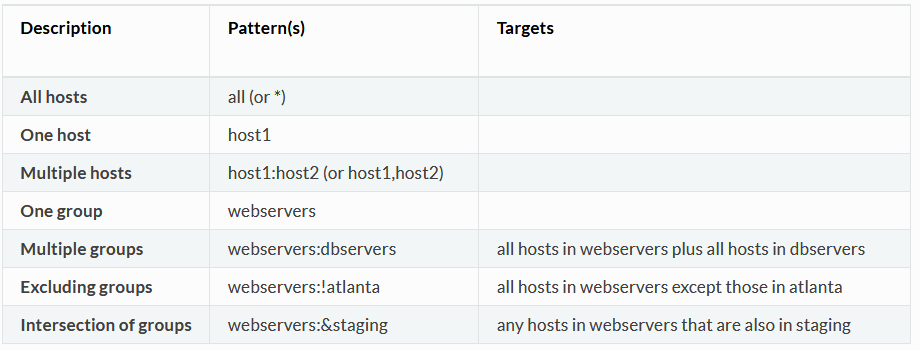 Description Pattern(s) Targets
All hosts all (or *)
One host host1
Multiple hosts host1:host2 (or host1,host2)
One group webservers
Multiple groups webservers:dbservers all hosts in webservers plus all hosts in dbservers
Excluding groups webservers:!atlanta all hosts in webservers except those in atlanta
Intersection of groups webservers:&staging any hosts in webservers that are also in staging